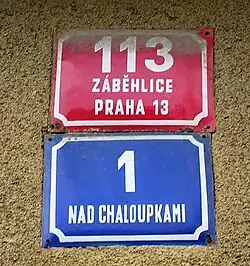 113
ZÁBĚHLICE
PRAHA 13
1
NAD CHALOUPKAMI